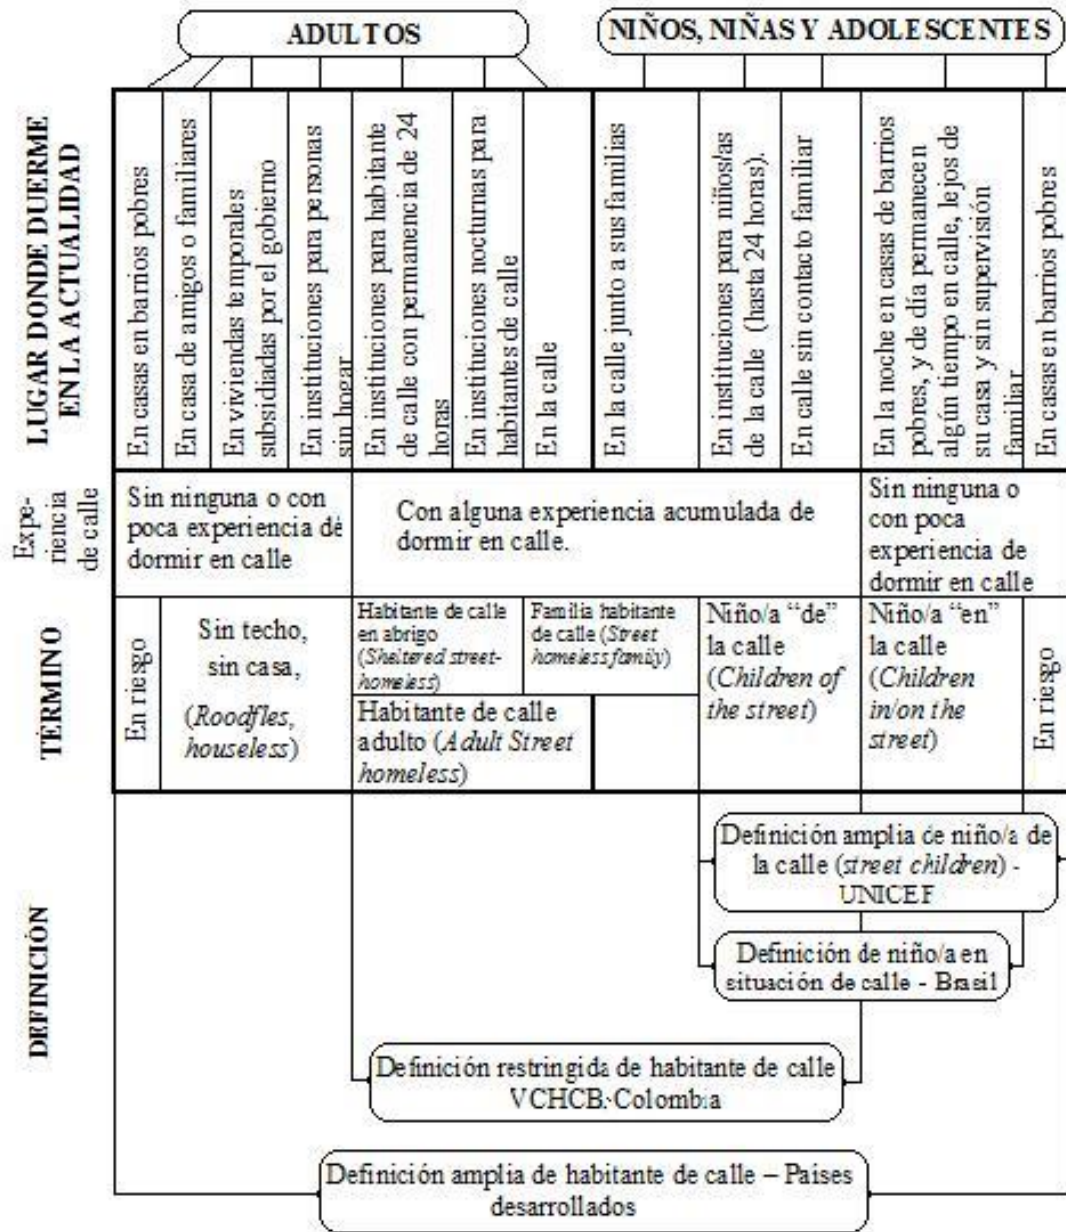 ADULTOS
NIÑOS, NIÑAS Y ADOLESCENTES
LUGAR DONDE DUERME
EN LA ACTUALIDAD
En casas en barrios pobres
En casa de amigos o familiares
En viviendas temporales
subsidiadas por el gobierno
En instituciones para personas
sin hogar
En instituciones para habitante
de calle con permanencia de 24
horas
En instituciones nocturnas para
habitantes de calle
En la calle
En la calle junto a sus familias
En instituciones para niños/as
de la calle (hasta 24 horas).
En calle sin contacto familiar
En la noche en casas de barrios
pobres, y de día permanecen
algún tiempo en calle, lejos de
su casa y sin supervisión
familiar
En casas en barrios pobres
Expe-
riencia
de calle
Sin ninguna o con
poca experiencia de
dormir en calle
Con alguna experiencia acumulada de
dormir en calle.
Sin ninguna o
con poca
experiencia de
dormir en calle
TÉRMINO
En riesgo
Sin techo,
sin casa,
(Roodfles,
houseless)
Habitante de calle
en abrigo
(Sheltered street-
homeless)
Familia habitante
de calle (Street
homeless family)
Habitante de calle
adulto (Adult Street
homeless)
Niño/a “de”
la calle
(Children of
the street)
Niño/a “en”
la calle
(Children
in/on the
street)
En riesgo
DEFINICIÓN
Definición amplia de niño/a de
la calle (street children) -
UNICEF
Definición de niño/a en
situación de calle - Brasil
Definición restringida de habitante de calle
VCHCB.-Colombia
Definición amplia de habitante de calle – Países
desarrollados